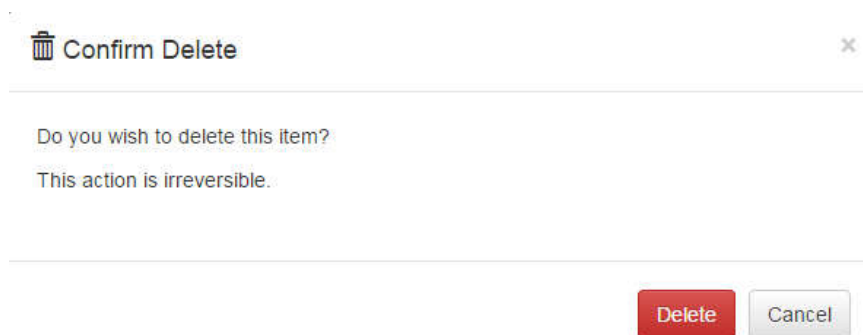 Confirm Delete
Do you wish to delete this item?
This action is irreversible.
Delete
Cancel